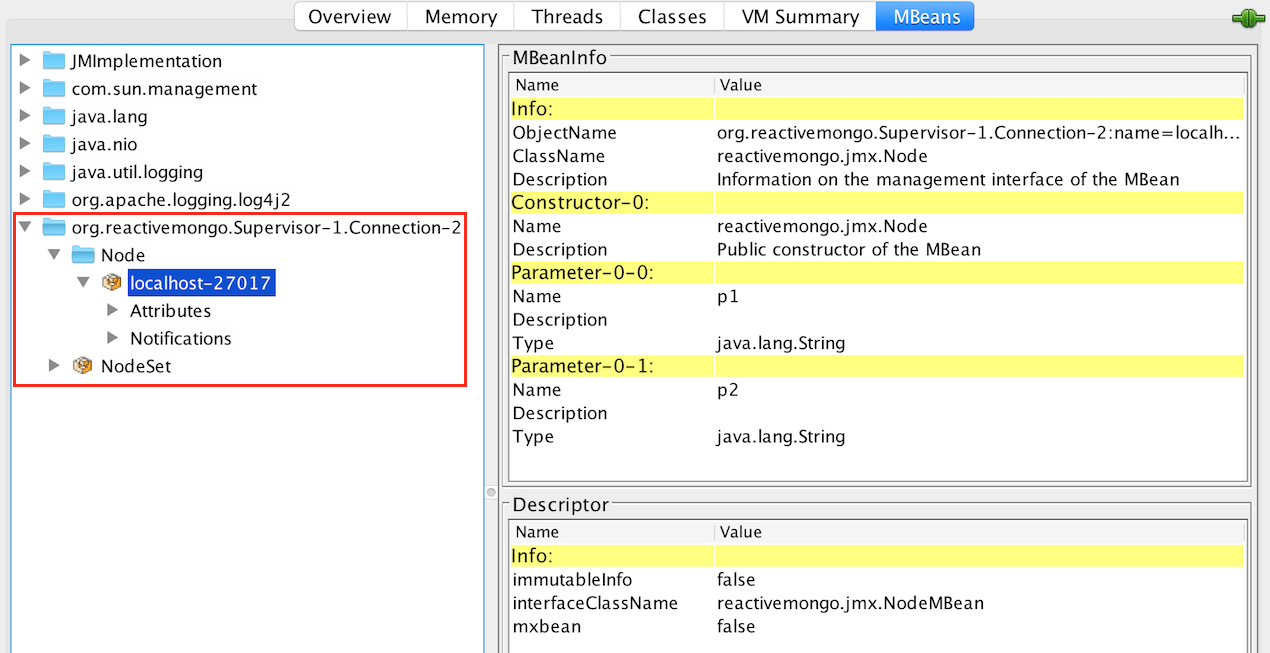 Overview Memory Threads Classes VM Summary MBeans
JMImplementation
com.sun.management
java.lang
java.nio
java.util.logging
org.apache.logging.log4j2
org.reactivemongo.Supervisor-1.Connection-2
Node
localhost-27017
Attributes
Notifications
NodeSet
MBeanInfo
Name Value
Info:
ObjectName org.reactivemongo.Supervisor-1.Connection-2:name=localh...
ClassName reactivemongo.jmx.Node
Description Information on the management interface of the MBean
Constructor-0:
Name reactivemongo.jmx.Node
Description Public constructor of the MBean
Parameter-0-0:
Name p1
Description
Type java.lang.String
Parameter-0-1:
Name p2
Description
Type java.lang.String
Descriptor
Name Value
Info:
immutableInfo false
interfaceClassName reactivemongo.jmx.NodeMBean
mxbean false